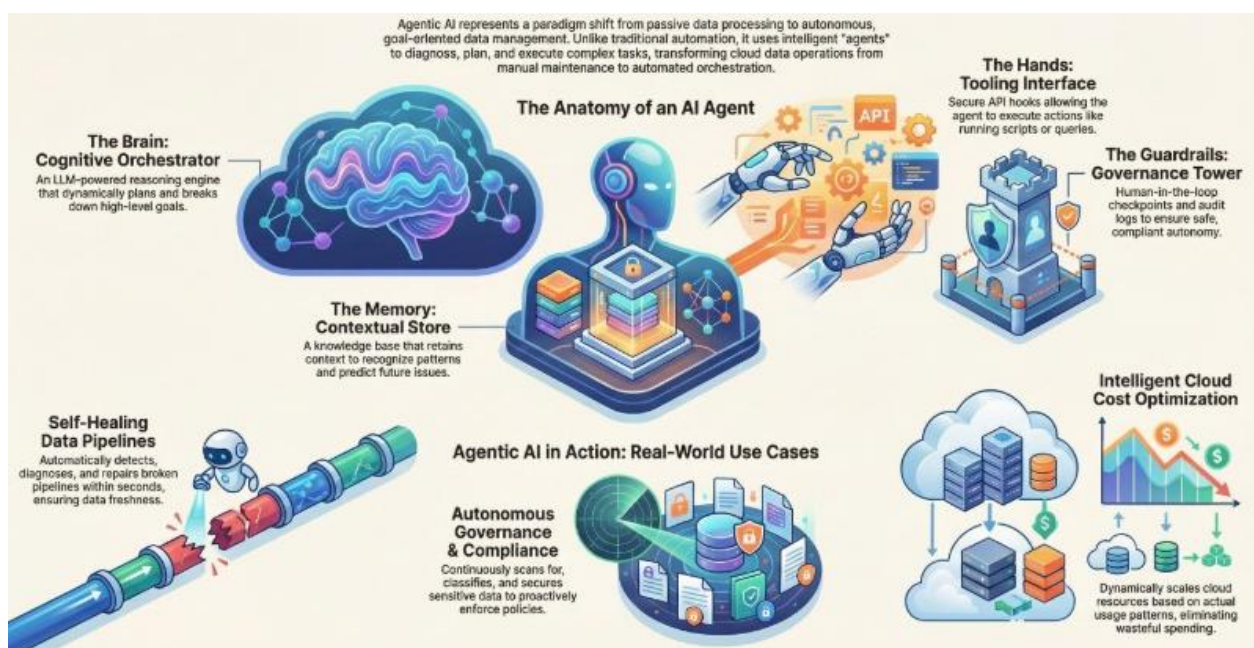 Agentic AI represents a paradigm shift from passive data processing to autonomous,
goal-oriented data management. Unlike traditional automation, it uses intelligent "agents"
to diagnose, plan, and execute complex tasks, transforming cloud data operations from
manual maintenance to automated orchestration.
The Anatomy of an AI Agent
The Brain:
Cognitive Orchestrator
An LLM-powered reasoning engine
that dynamically plans and breaks
down high-level goals.
The Hands:
Tooling Interface
Secure API hooks allowing the
agent to execute actions like
running scripts or queries.
API
The Guardrails:
Governance Tower
Human-in-the-loop
checkpoints and audit
logs to ensure safe,
compliant autonomy.
The Memory:
Contextual Store
A knowledge base that retains
context to recognize patterns
and predict future issues.
Agentic AI in Action: Real-World Use Cases
Self-Healing
Data Pipelines
Automatically detects,
diagnoses, and repairs broken
pipelines within seconds,
ensuring data freshness.
Autonomous
Governance
& Compliance
Continuously scans for,
classifies, and secures
sensitive data to proactively
enforce policies.
Intelligent Cloud
Cost Optimization
$
$
$
Dynamically scales cloud
resources based on actual
usage patterns, eliminating
wasteful spending.